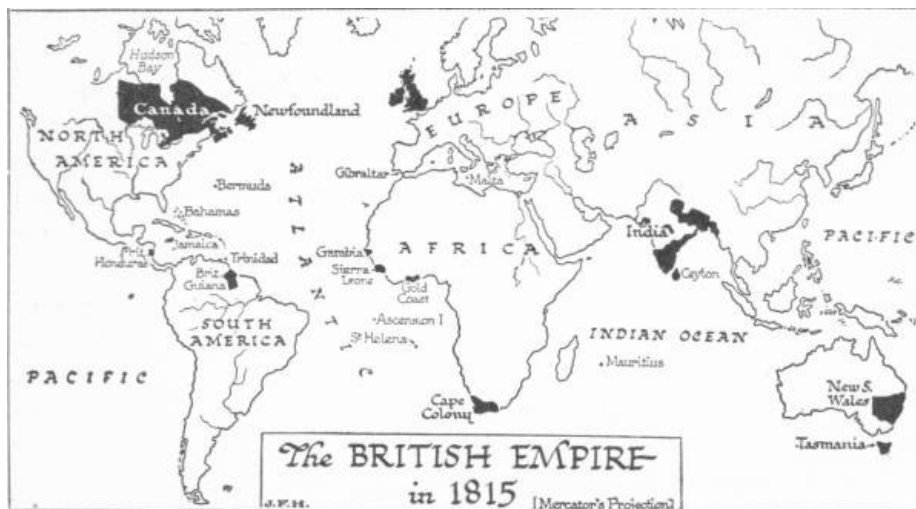 Hudson
Bay
Canada
Newfoundland
NORTH
AMERICA
EUROPE
ASIA
Bermuda
Gibraltar
Malta
Bahamas
ATLANTIC
Jamaica
Brit.
Honduras
Trinidad
Brit.
Guiana
Gambia
Sierra
Leone
Gold
Coast
AFRICA
India
Ceylon
PACIFIC
SOUTH
AMERICA
Ascension I
St Helena
INDIAN OCEAN
Mauritius
PACIFIC
Cape
Colony
New S.
Wales
Tasmania
The BRITISH EMPIRE
in 1815
J.F.H.
[Mercator's Projection]